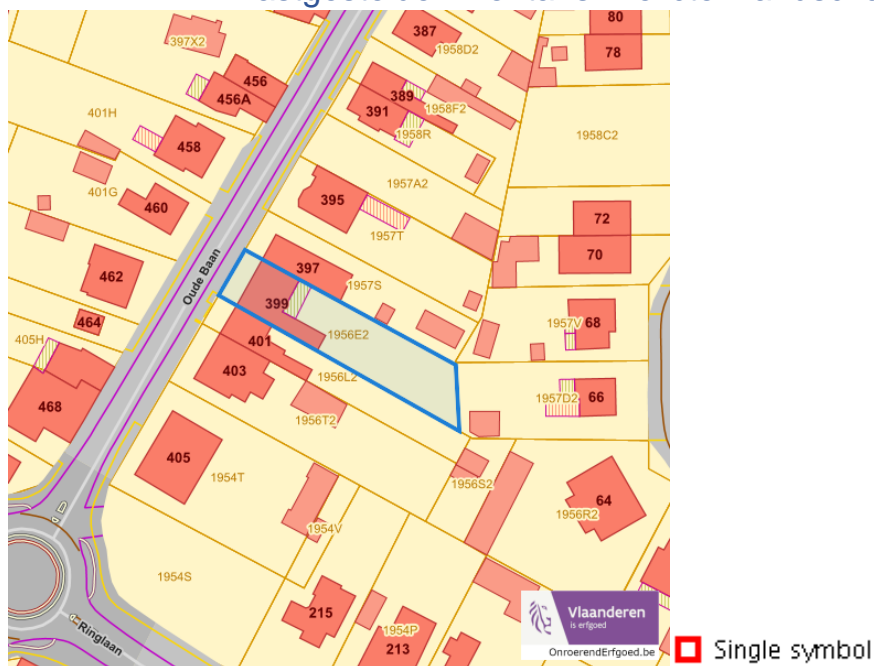 80
387
1958D2
78
397X2
456
456A
389
391
1958F2
401H
1958R
1958C2
458
1957A2
401G
395
460
72
1957T
70
Oude Baan
462
397
1957S
399
464
1957V
68
1956E2
405H
401
403
1956L2
1957D2
66
468
1956T2
405
1954T
1956S2
64
1956R2
1954V
1954S
215
Ringlaan
1954P
213
Vlaanderen
is erfgoed
OnroerendErfgoed.be
Single symbol